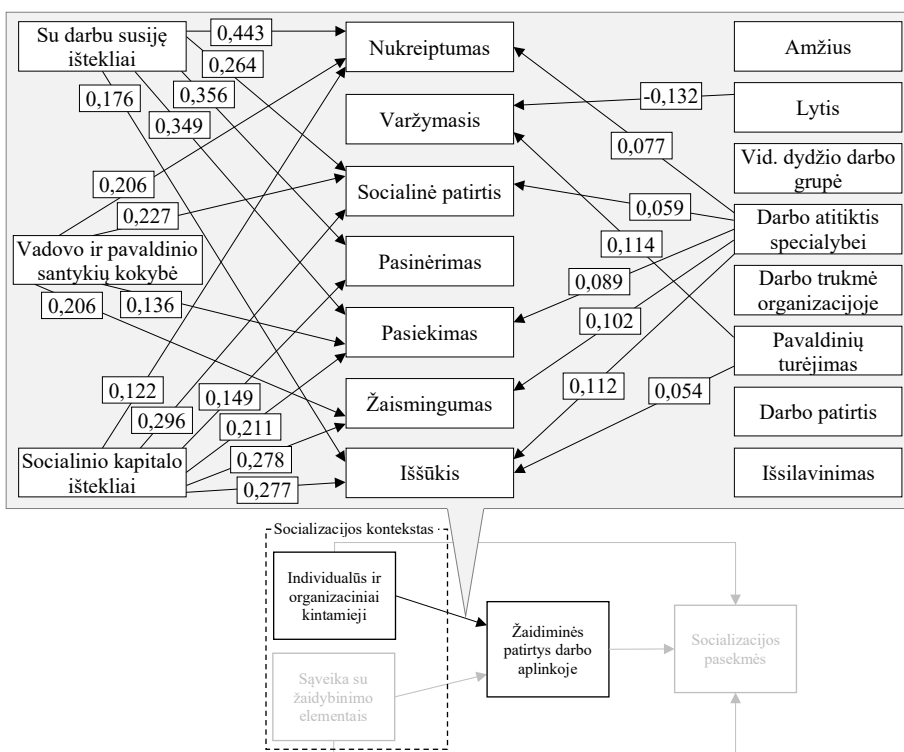 Su darbu susiję
ištekliai
Vadovo ir pavaldinio
santykių kokybė
Socialinio kapitalo
ištekliai
0,443
0,264
0,356
0,349
0,176
0,206
0,227
0,206
0,136
0,122
0,296
0,149
0,211
0,278
0,277
Nukreiptumas
Varžymasis
Socialinė patirtis
Pasinėrimas
Pasiekimas
Žaismingumas
Iššūkis
-0,132
0,077
0,059
0,114
0,089
0,102
0,112
0,054
Amžius
Lytis
Vid. dydžio darbo
grupė
Darbo atitiktis
specialybei
Darbo trukmė
organizacijoje
Pavaldinių
turėjimas
Darbo patirtis
Išsilavinimas
Socializacijos kontekstas
Individualūs ir
organizaciniai
kintamieji
Sąveika su
žaidybinimo
elementais
Žaidiminės
patirtys darbo
aplinkoje
Socializacijos
pasekmės